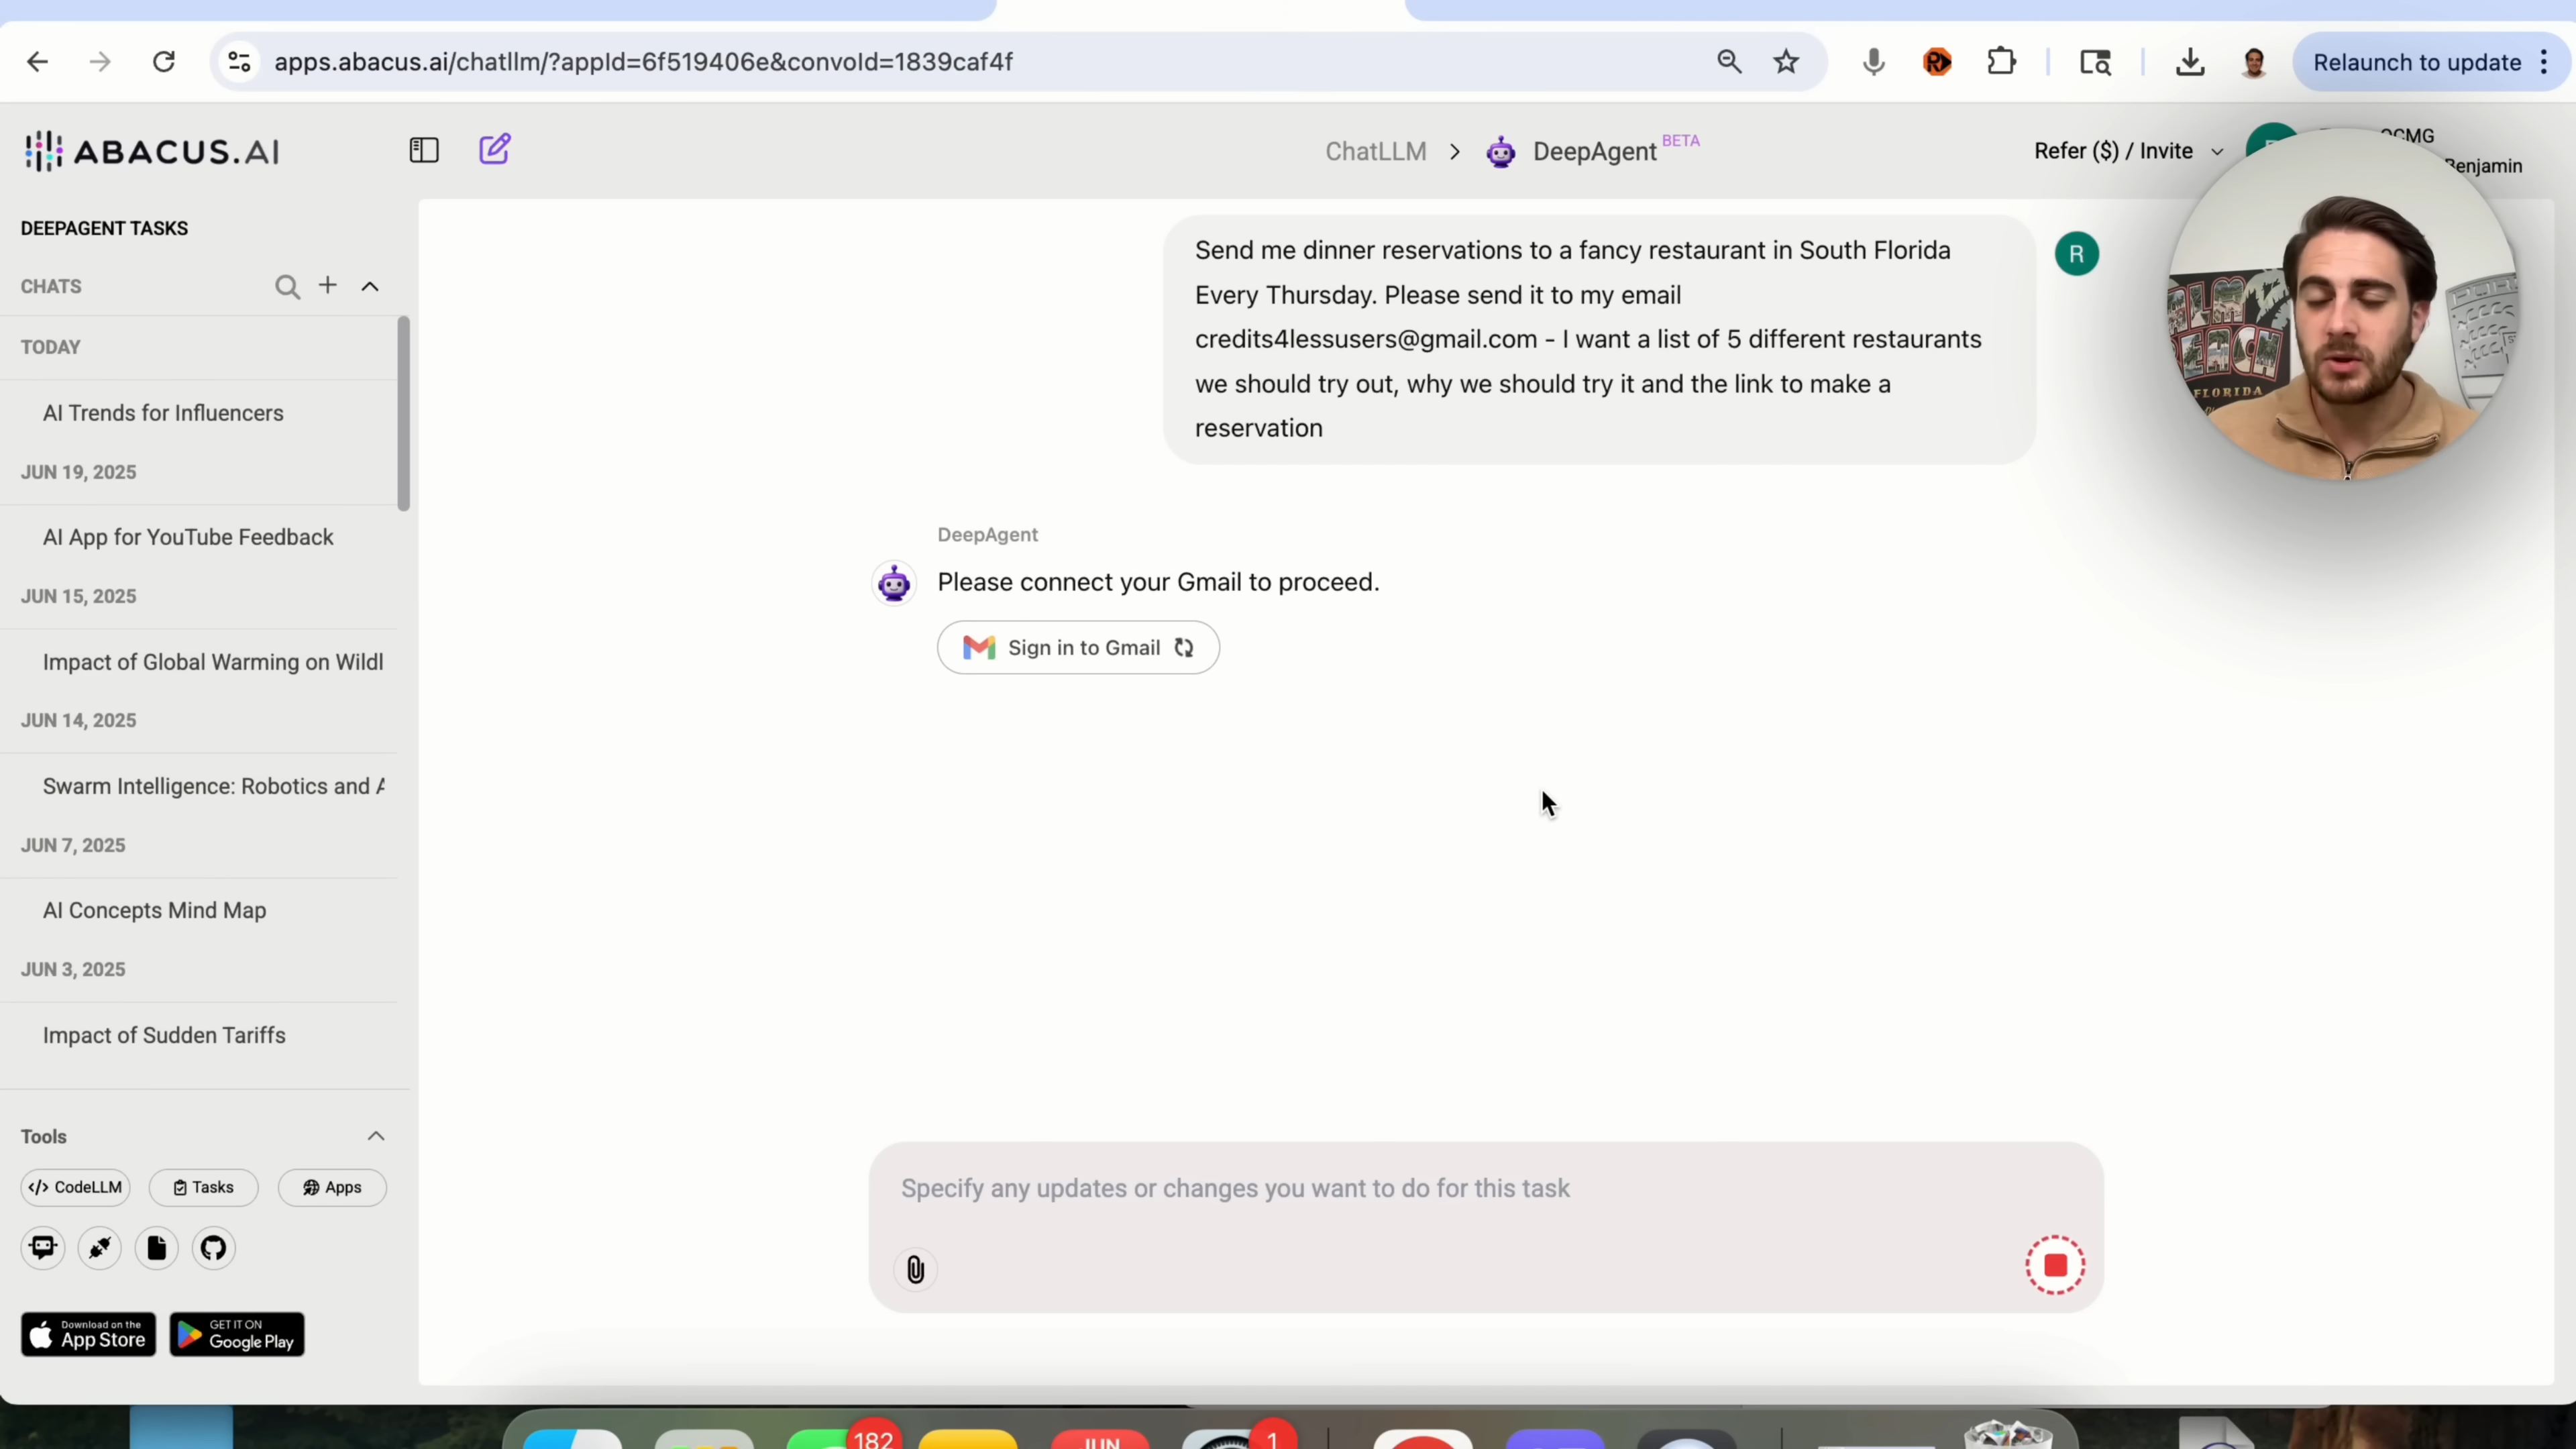 apps.abacus.ai/chatllm/?appId=6f519406e&convoId=1839caf4f
Relaunch to update
ABACUS.AI
ChatLLM > DeepAgent BETA
Refer ($) / Invite
OCMG
Benjamin
DEEPAGENT TASKS
CHATS
TODAY
AI Trends for Influencers
JUN 19, 2025
AI App for YouTube Feedback
JUN 15, 2025
Impact of Global Warming on Wildl
JUN 14, 2025
Swarm Intelligence: Robotics and A
JUN 7, 2025
AI Concepts Mind Map
JUN 3, 2025
Impact of Sudden Tariffs
Tools
</> CodeLLM
Tasks
Apps
Download on the
App Store
GET IT ON
Google Play
Send me dinner reservations to a fancy restaurant in South Florida
Every Thursday. Please send it to my email
credits4lessusers@gmail.com - I want a list of 5 different restaurants
we should try out, why we should try it and the link to make a
reservation
R
FLORIDA
DeepAgent
Please connect your Gmail to proceed.
Sign in to Gmail
Specify any updates or changes you want to do for this task
182
JUN
1